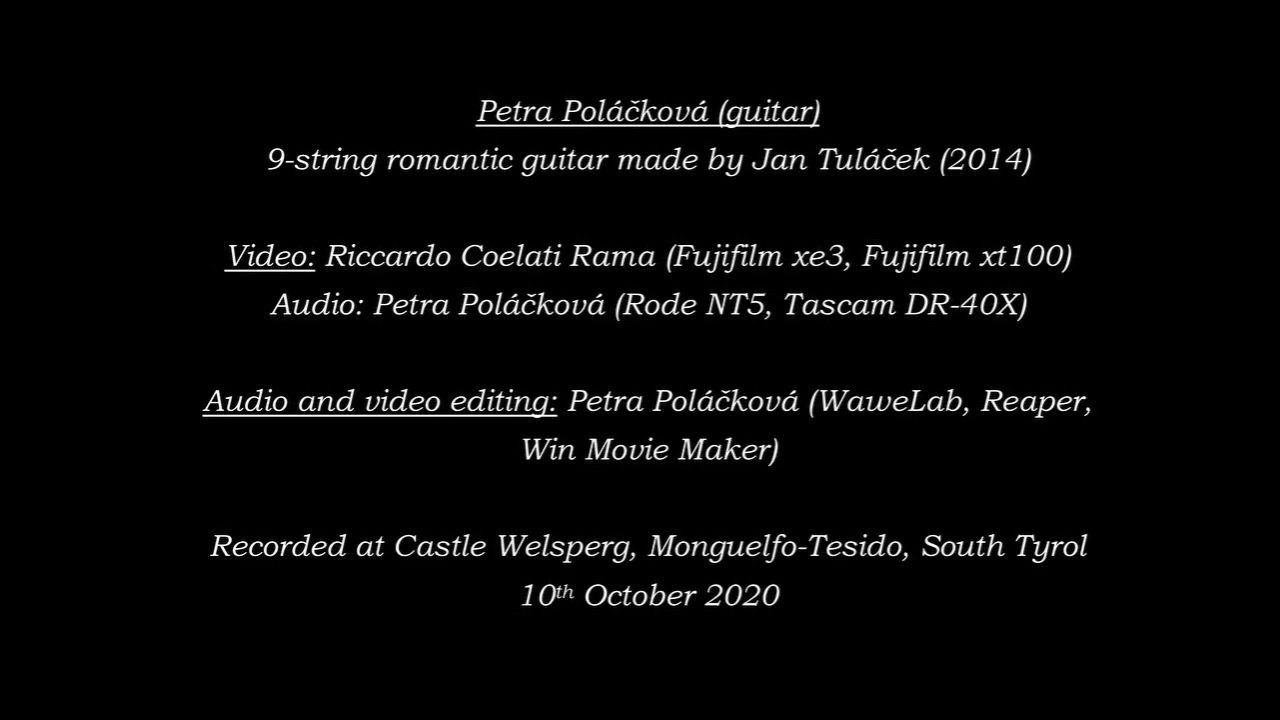 Petra Poláčková (guitar)
9-string romantic guitar made by Jan Tuláček (2014)
Video: Riccardo Coelati Rama (Fujifilm xe3, Fujifilm xt100)
Audio: Petra Poláčková (Rode NT5, Tascam DR-40X)
Audio and video editing: Petra Poláčková (WaweLab, Reaper,
Win Movie Maker)
Recorded at Castle Welsperg, Monguelfo-Tesido, South Tyrol
10th October 2020